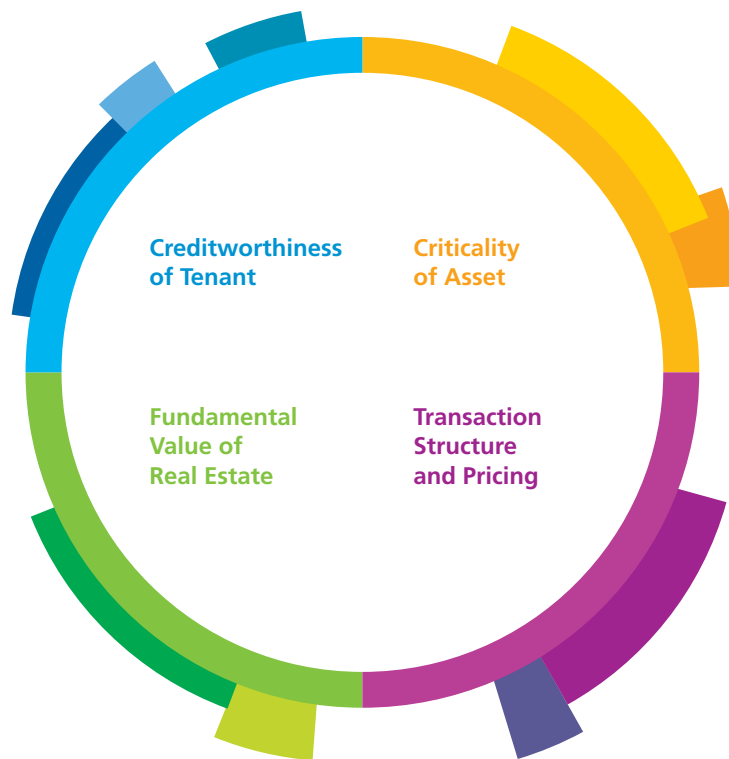 Creditworthiness
of Tenant
Criticality
of Asset
Fundamental
Value of
Real Estate
Transaction
Structure
and Pricing